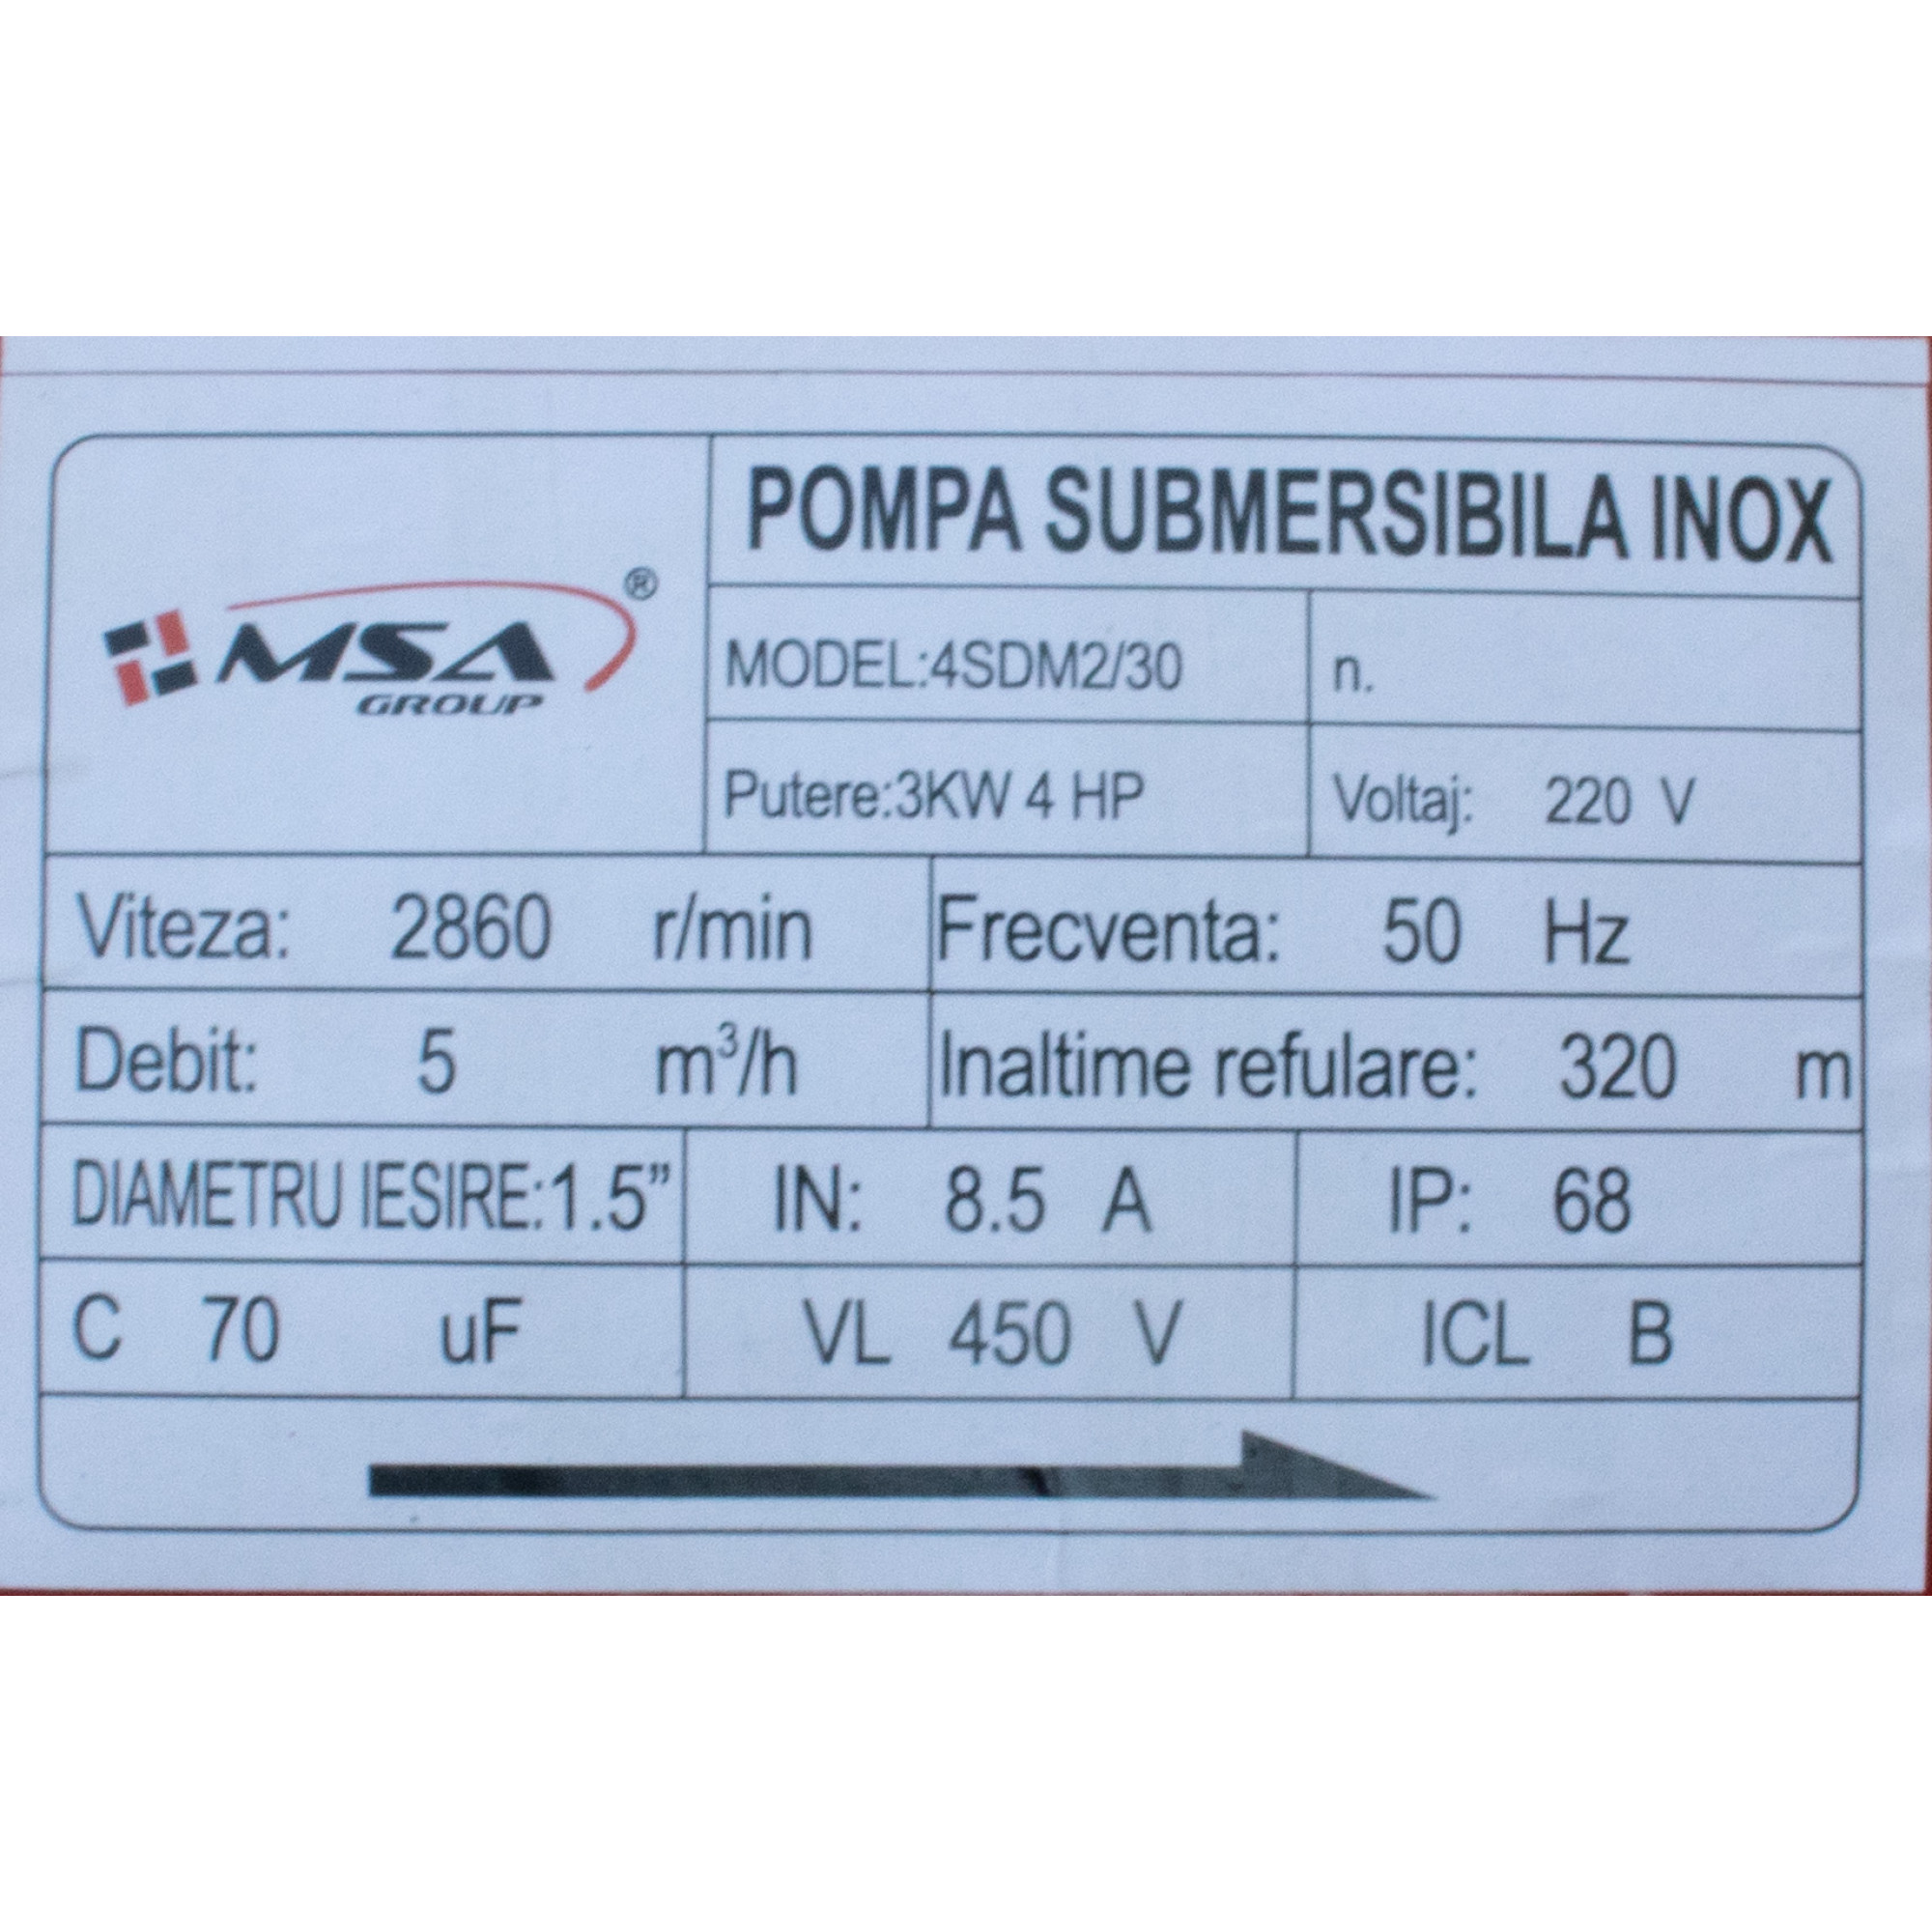 MSA ®
GROUP
POMPA SUBMERSIBILA INOX
MODEL:4SDM2/30 n.
Putere:3KW 4 HP Voltaj: 220 V
Viteza: 2860 r/min Frecventa: 50 Hz
Debit: 5 m³/h Inaltime refulare: 320 m
DIAMETRU IESIRE:1.5” IN: 8.5 A IP: 68
C 70 uF VL 450 V ICL B